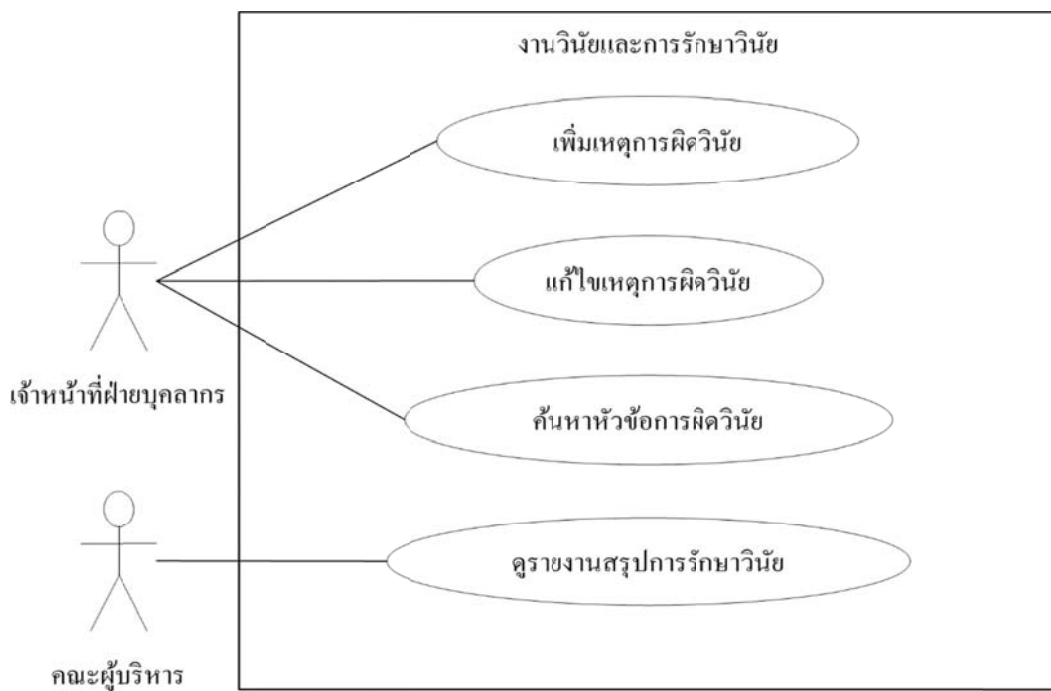 งานวินัยและการรักษาวินัย
เพิ่มเหตุการผิดวินัย
แก้ไขเหตุการผิดวินัย
เจ้าหน้าที่ฝ่ายบุคลากร
ค้นหาหัวข้อการผิดวินัย
ดูรายงานสรุปการรักษาวินัย
คณะผู้บริหาร